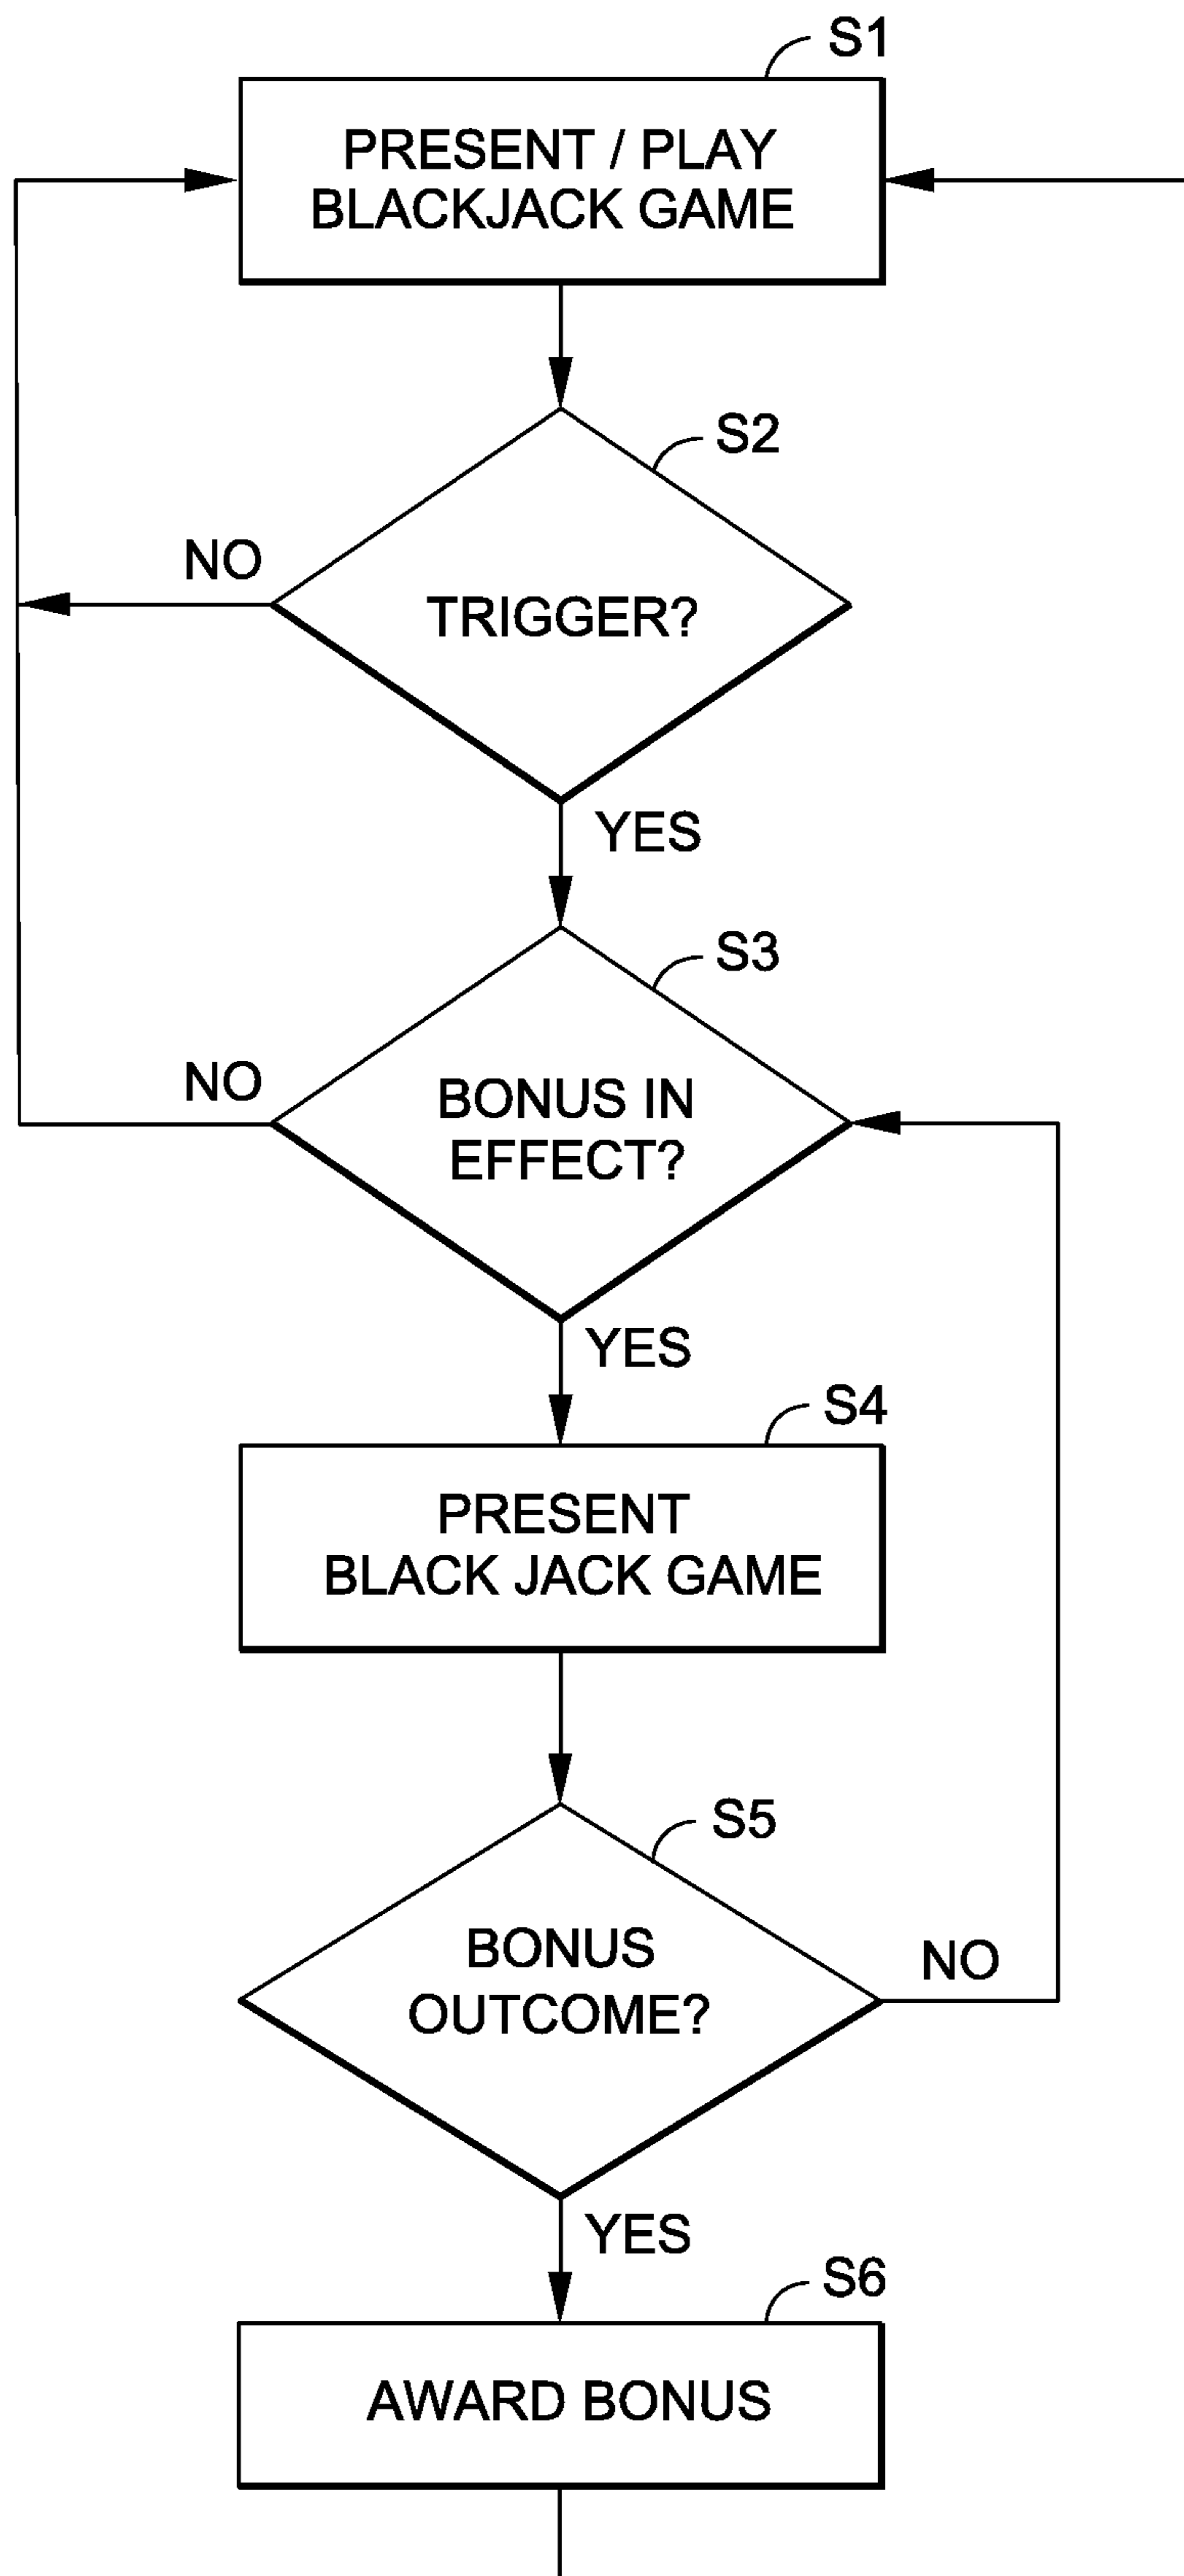 S1
PRESENT / PLAY
BLACKJACK GAME
S2
NO
TRIGGER?
YES
S3
NO
BONUS IN
EFFECT?
YES
S4
PRESENT
BLACK JACK GAME
S5
BONUS
OUTCOME?
NO
YES
S6
AWARD BONUS